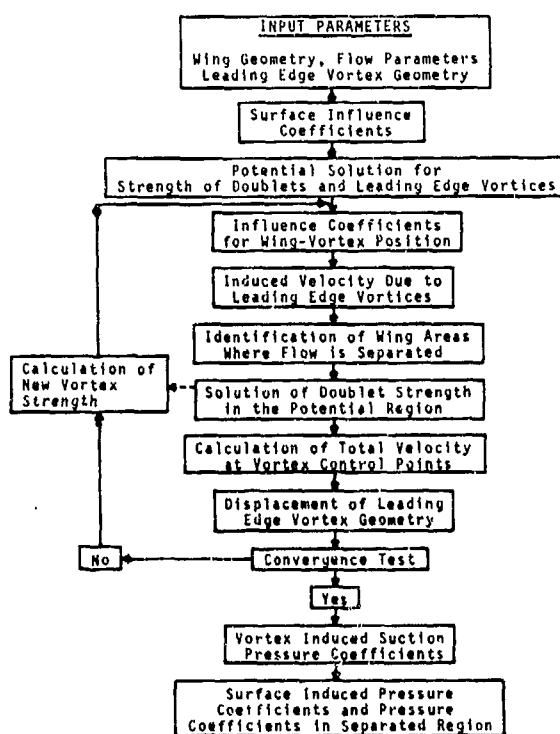 INPUT PARAMETERS
Wing Geometry, Flow Parameters
Leading Edge Vortex Geometry
Surface Influence
Coefficients
Potential Solution for
Strength of Doublets and Leading Edge Vortices
Influence Coefficients
for Wing-Vortex Position
Induced Velocity Due to
Leading Edge Vortices
Identification of Wing Areas
Where Flow is Separated
Calculation of
New Vortex
Strength
Solution of Doublet Strength
in the Potential Region
Calculation of Total Velocity
at Vortex Control Points
Displacement of Leading
Edge Vortex Geometry
No
Convergence Test
Yes
Vortex Induced Suction
Pressure Coefficients
Surface Induced Pressure
Coefficients and Pressure
Coefficients in Separated Region